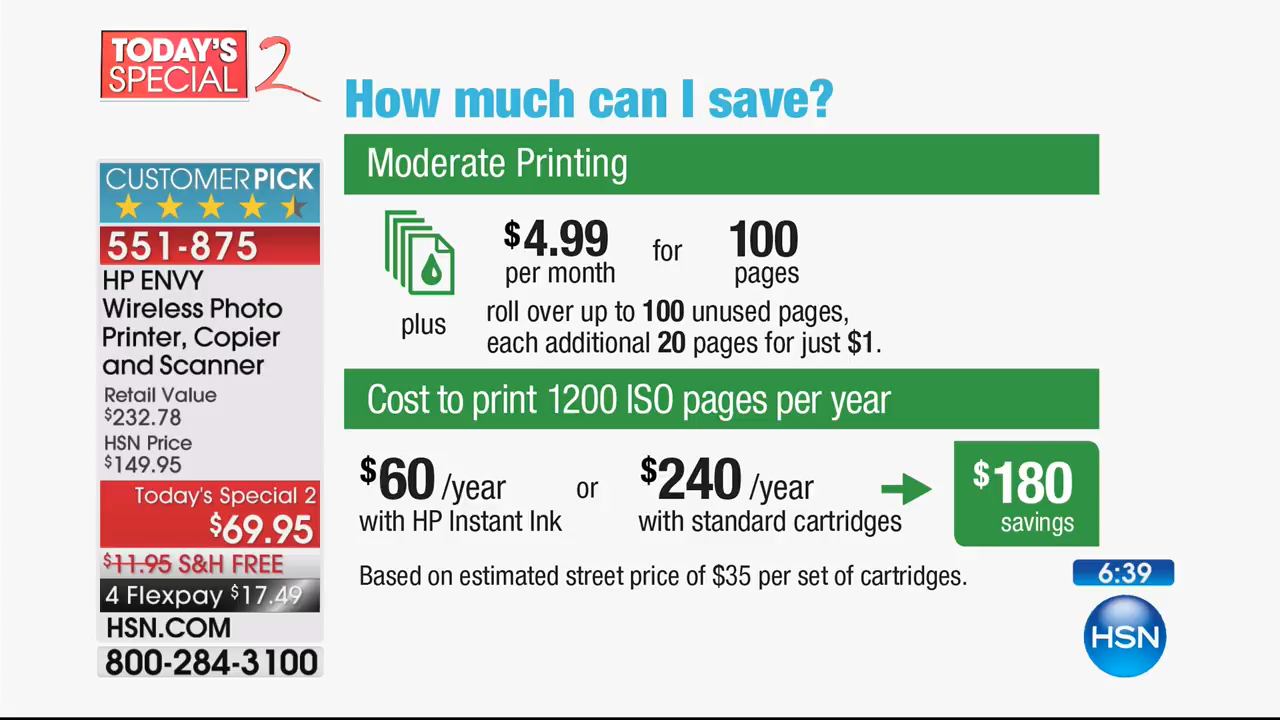 TODAY'S
SPECIAL 2
How much can I save?
Moderate Printing
$4.99 for 100
per month pages
plus
roll over up to 100 unused pages,
each additional 20 pages for just $1.
Cost to print 1200 ISO pages per year
$60 /year or $240 /year $180
with HP Instant Ink with standard cartridges savings
Based on estimated street price of $35 per set of cartridges.
CUSTOMER PICK
551-875
HP ENVY
Wireless Photo
Printer, Copier
and Scanner
Retail Value
$232.78
HSN Price
$149.95
Today's Special 2
$69.95
$11.95 S&H FREE
4 Flexpay $17.49
HSN.COM
800-284-3100
6:39
HSN